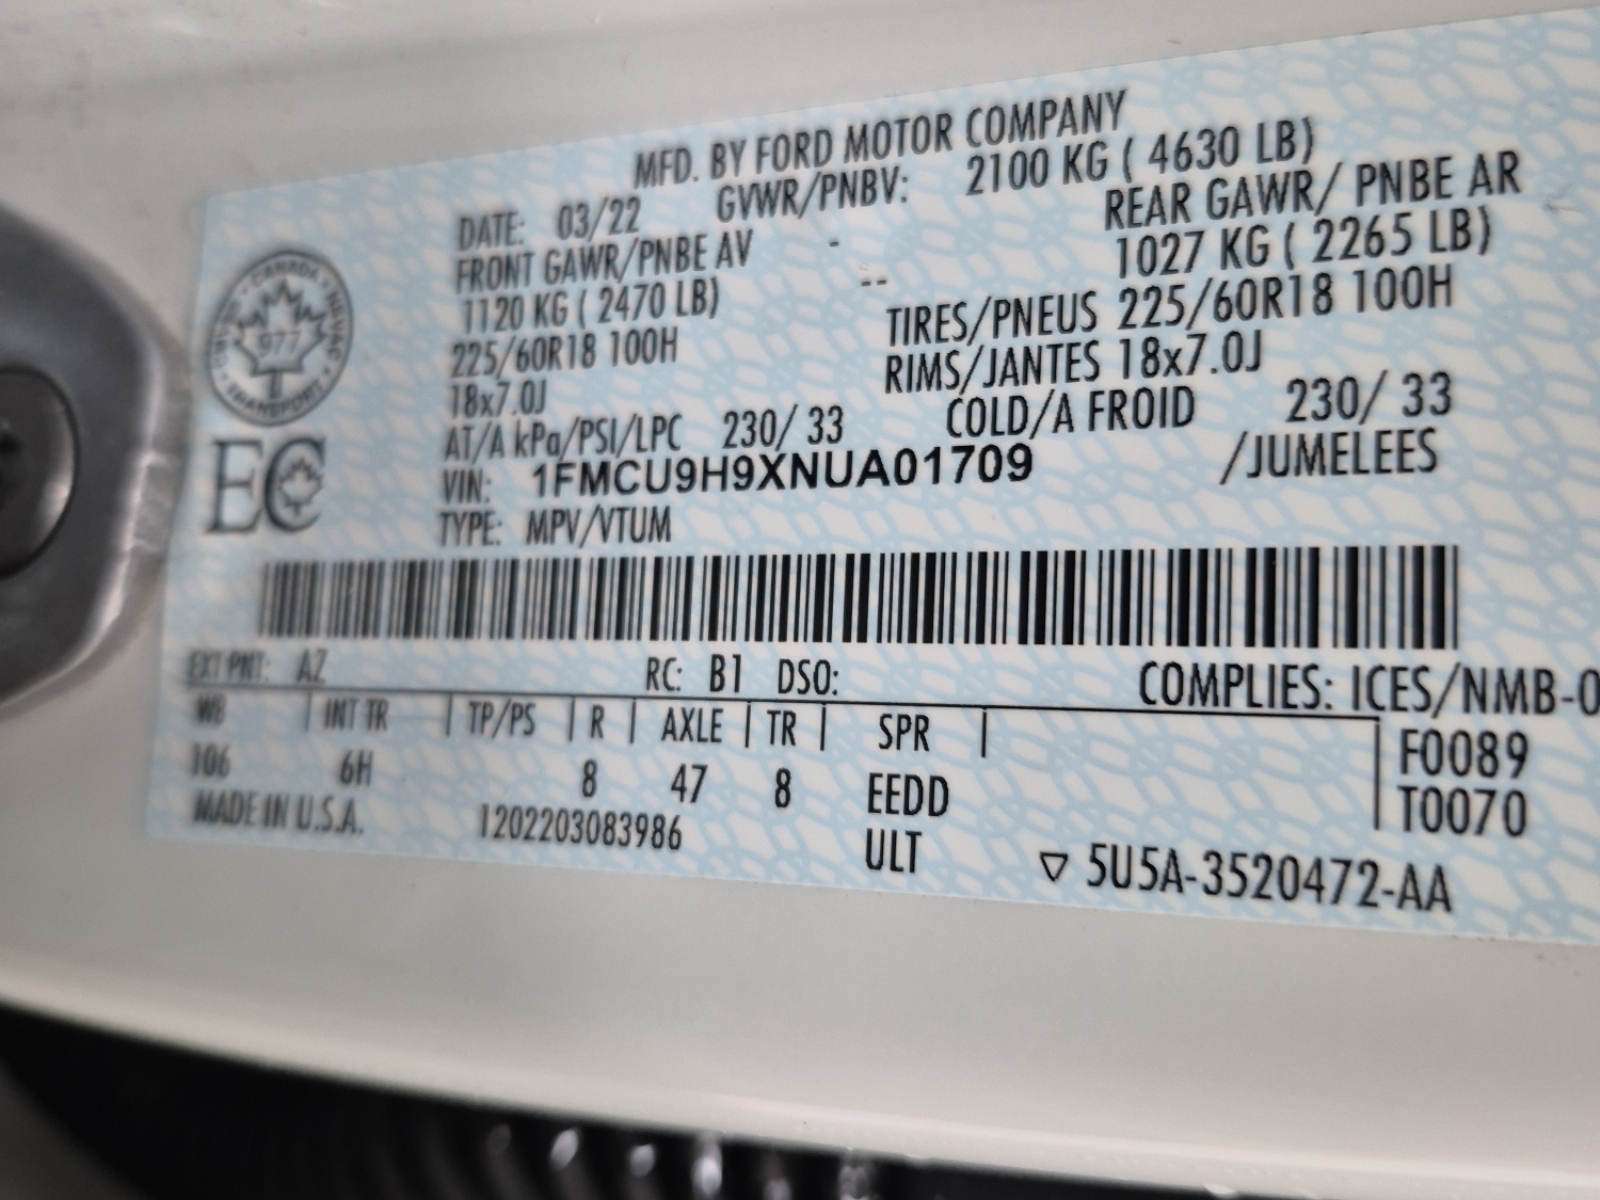 MFD. BY FORD MOTOR COMPANY
DATE: 03/22 GVWR/PNBV: 2100 KG ( 4630 LB)
FRONT GAWR/PNBE AV - REAR GAWR/ PNBE AR
1120 KG ( 2470 LB) -- 1027 KG ( 2265 LB)
225/60R18 100H TIRES/PNEUS 225/60R18 100H
18x7.0J RIMS/JANTES 18x7.0J
AT/A kPa/PSI/LPC 230/ 33 COLD/A FROID 230/ 33
VIN: 1FMCU9H9XNUA01709 /JUMELEES
TYPE: MPV/VTUM
CANADA
977
TRANSPORT
EC
EXT PNT: AZ RC: B1 DSO: COMPLIES: ICES/NMB-0
WB | INT TR | TP/PS | R | AXLE | TR | SPR | F0089
106 6H 8 47 8 EEDD T0070
MADE IN U.S.A. 1202203083986 ULT ▽ 5U5A-3520472-AA